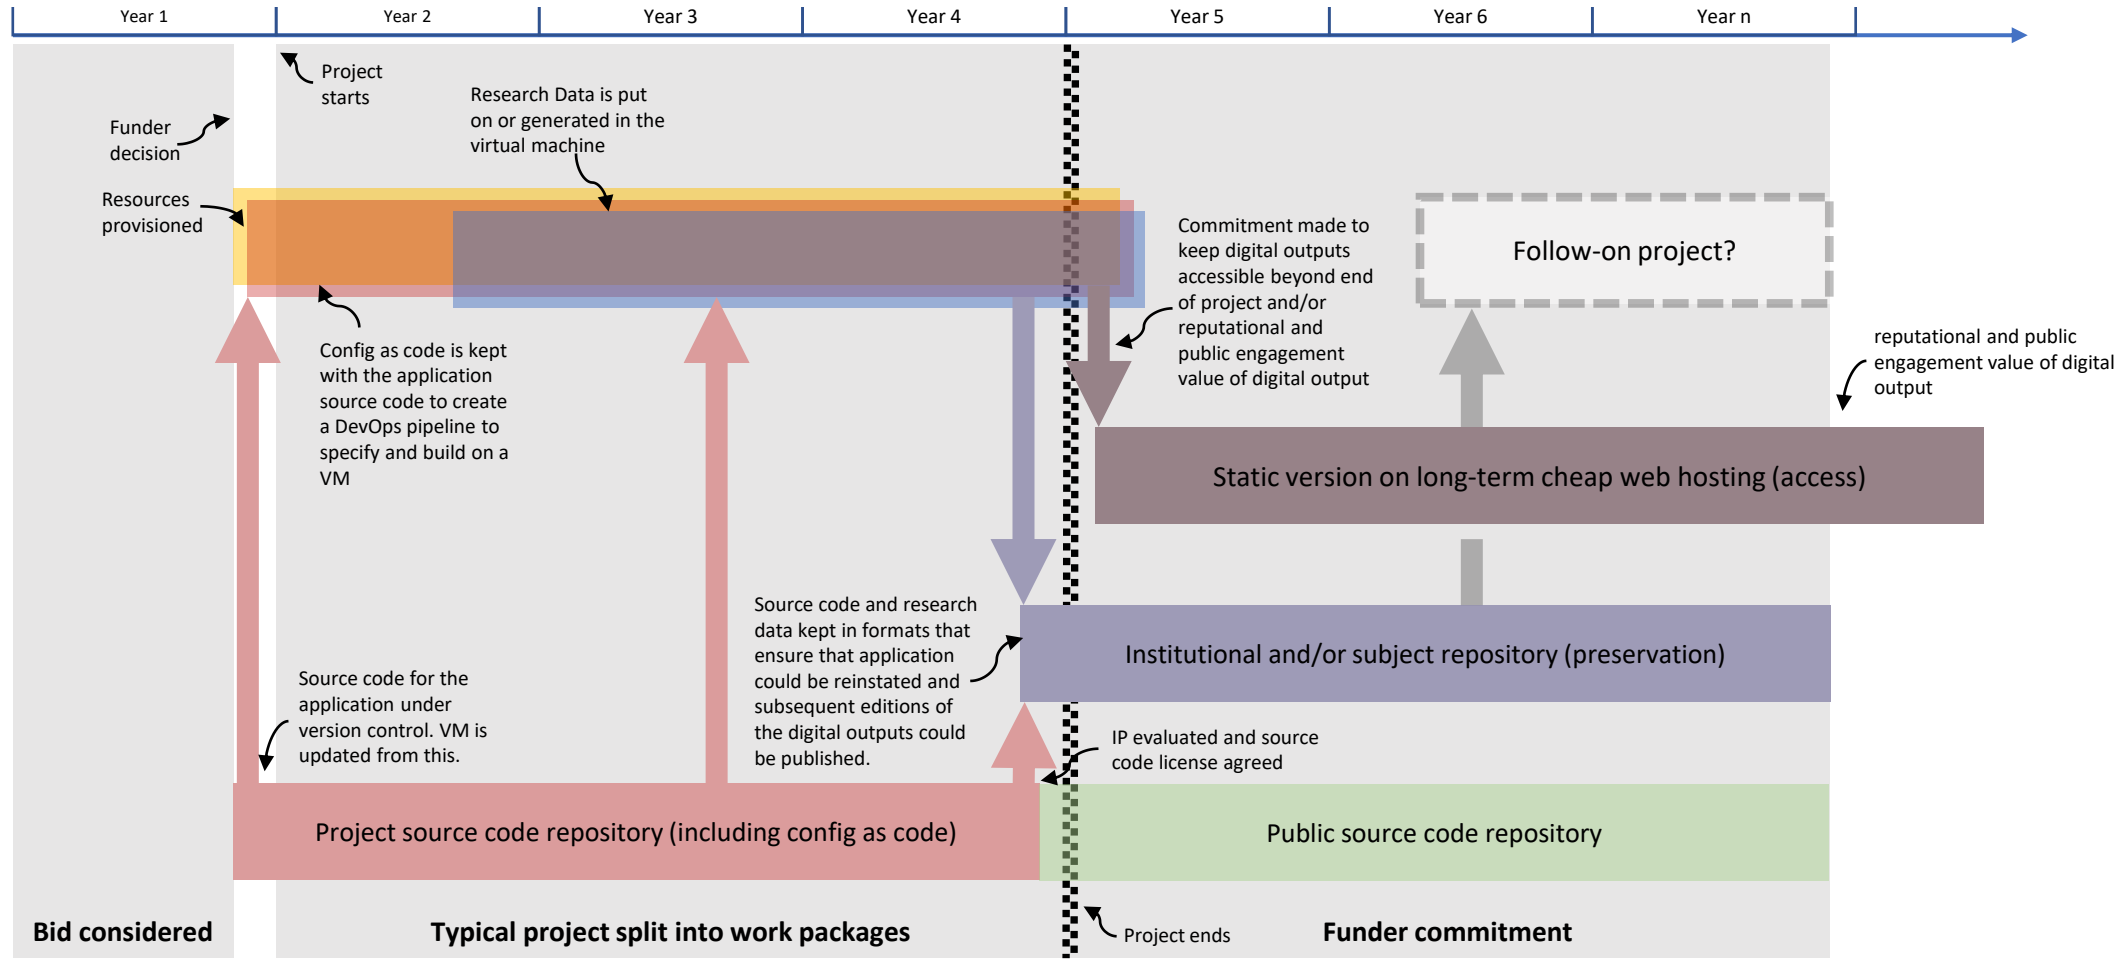 Year 1
Year 2
Year 3
Year 4
Year 5
Year 6
Year n
Project
starts
Funder
decision
Research Data is put
on or generated in the
virtual machine
Resources
provisioned
Commitment made to
keep digital outputs
accessible beyond end
of project and/or
reputational and
public engagement
value of digital output
Follow-on project?
Config as code is kept
with the application
source code to create
a DevOps pipeline to
specify and build on a
VM
reputational and public
engagement value of digital
output
Static version on long-term cheap web hosting (access)
Source code and research
data kept in formats that
ensure that application
could be reinstated and
subsequent editions of
the digital outputs could
be published.
Institutional and/or subject repository (preservation)
Source code for the
application under
version control. VM is
updated from this.
IP evaluated and source
code license agreed
Project source code repository (including config as code)
Public source code repository
Bid considered
Typical project split into work packages
Project ends
Funder commitment